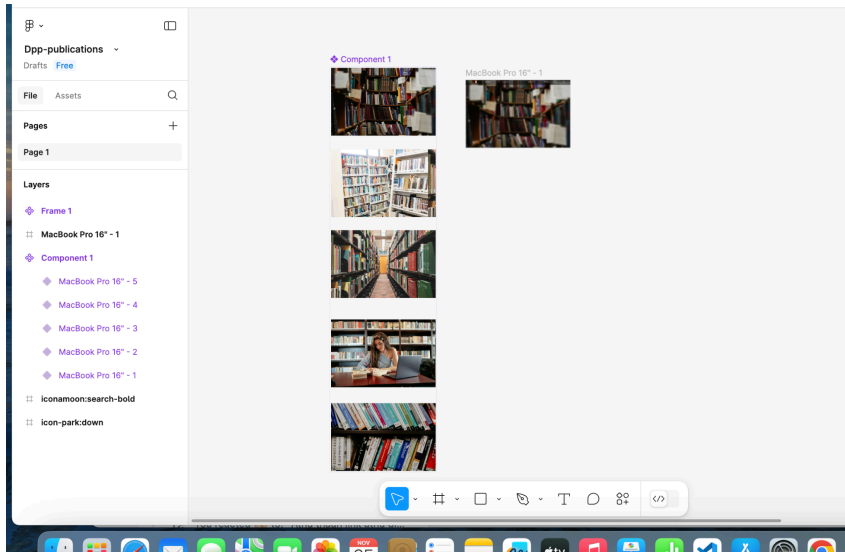 Dpp-publications
Drafts Free
File Assets
Pages
Page 1
Layers
Frame 1
MacBook Pro 16" - 1
Component 1
MacBook Pro 16" - 5
MacBook Pro 16" - 4
MacBook Pro 16" - 3
MacBook Pro 16" - 2
MacBook Pro 16" - 1
iconamoon:search-bold
icon-park:down
Component 1
MacBook Pro 16" - 1
NOV
tv